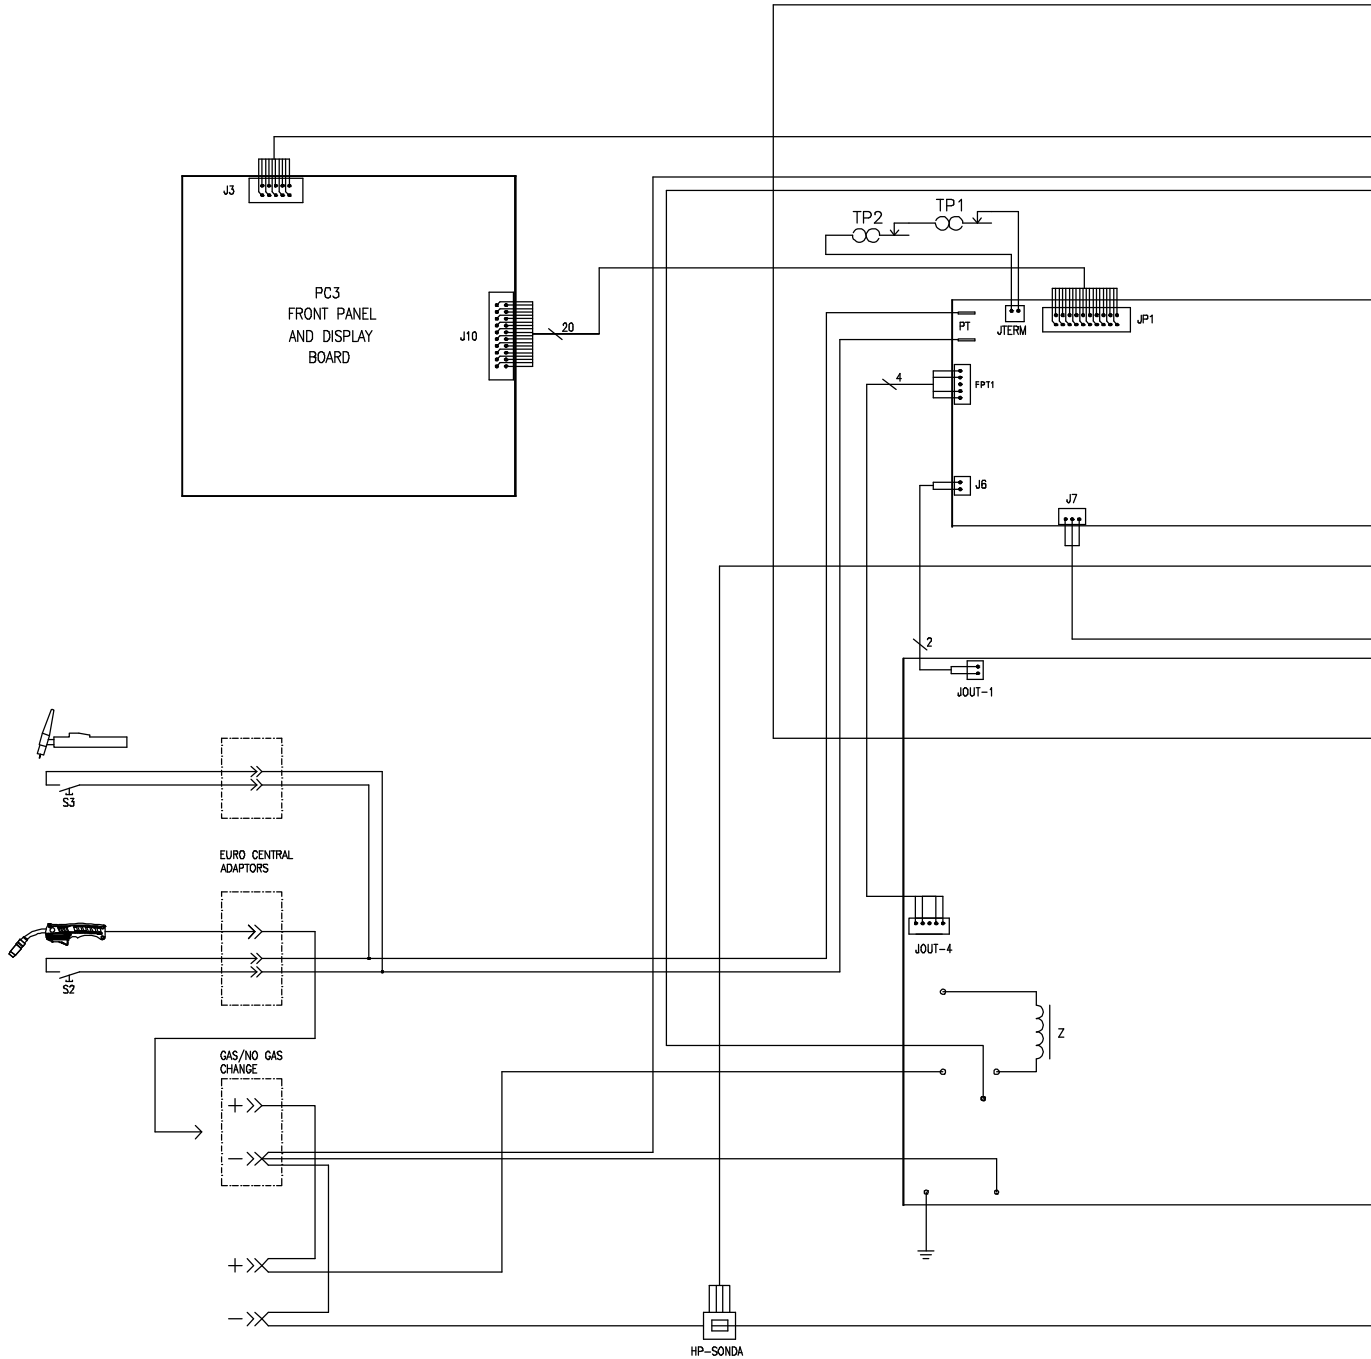 J3
TP2
TP1
PC3
FRONT PANEL
AND DISPLAY
BOARD
J10
20
PT
JTERM
JP1
4
FPT1
J6
J7
2
JOUT-1
S3
EURO CENTRAL
ADAPTORS
S2
JOUT-4
Z
GAS/NO GAS
CHANGE
+
-
+
-
HP-SONDA